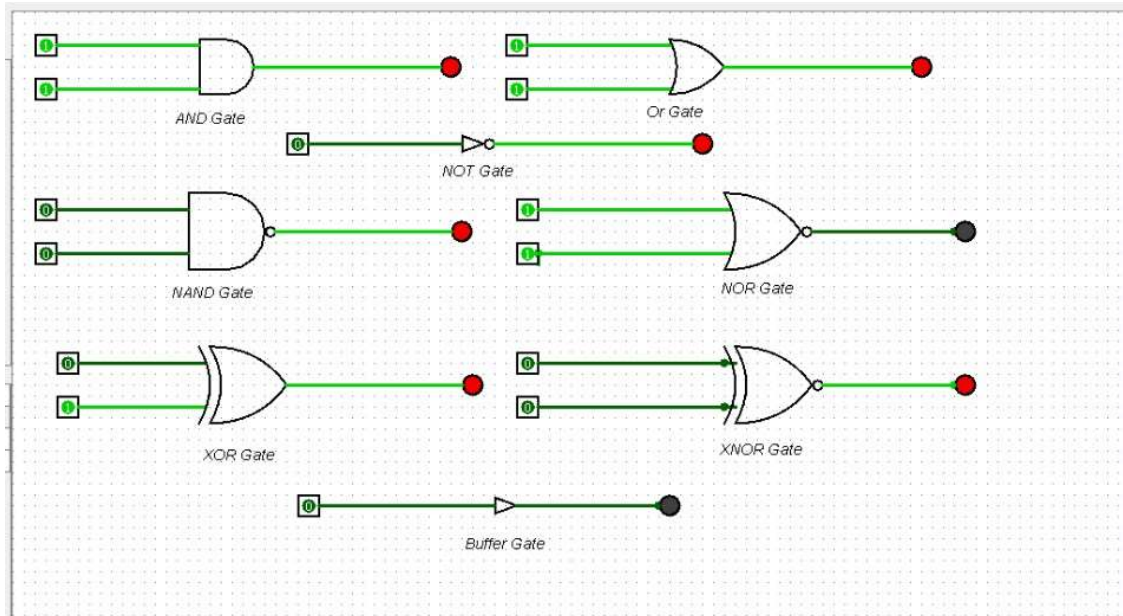 1
1
1
1
AND Gate
Or Gate
0
NOT Gate
0
1
0
1
NAND Gate
NOR Gate
0
0
1
0
XOR Gate
XNOR Gate
0
Buffer Gate